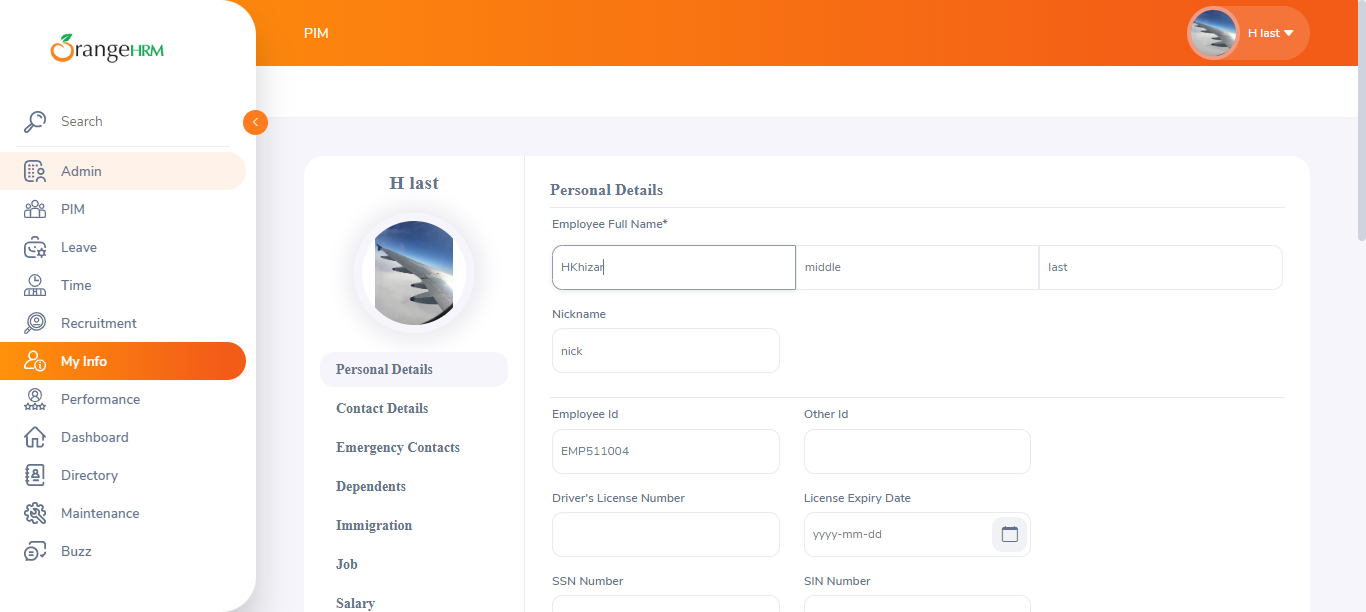 OrangeHRM
PIM
H last
Search
Admin
PIM
Leave
Time
Recruitment
My Info
Performance
Dashboard
Directory
Maintenance
Buzz
H last
Personal Details
Contact Details
Emergency Contacts
Dependents
Immigration
Job
Salary
Personal Details
Employee Full Name*
HKhizar middle last
Nickname
nick
Employee Id Other Id
EMP511004
Driver's License Number License Expiry Date
yyyy-mm-dd
SSN Number SIN Number